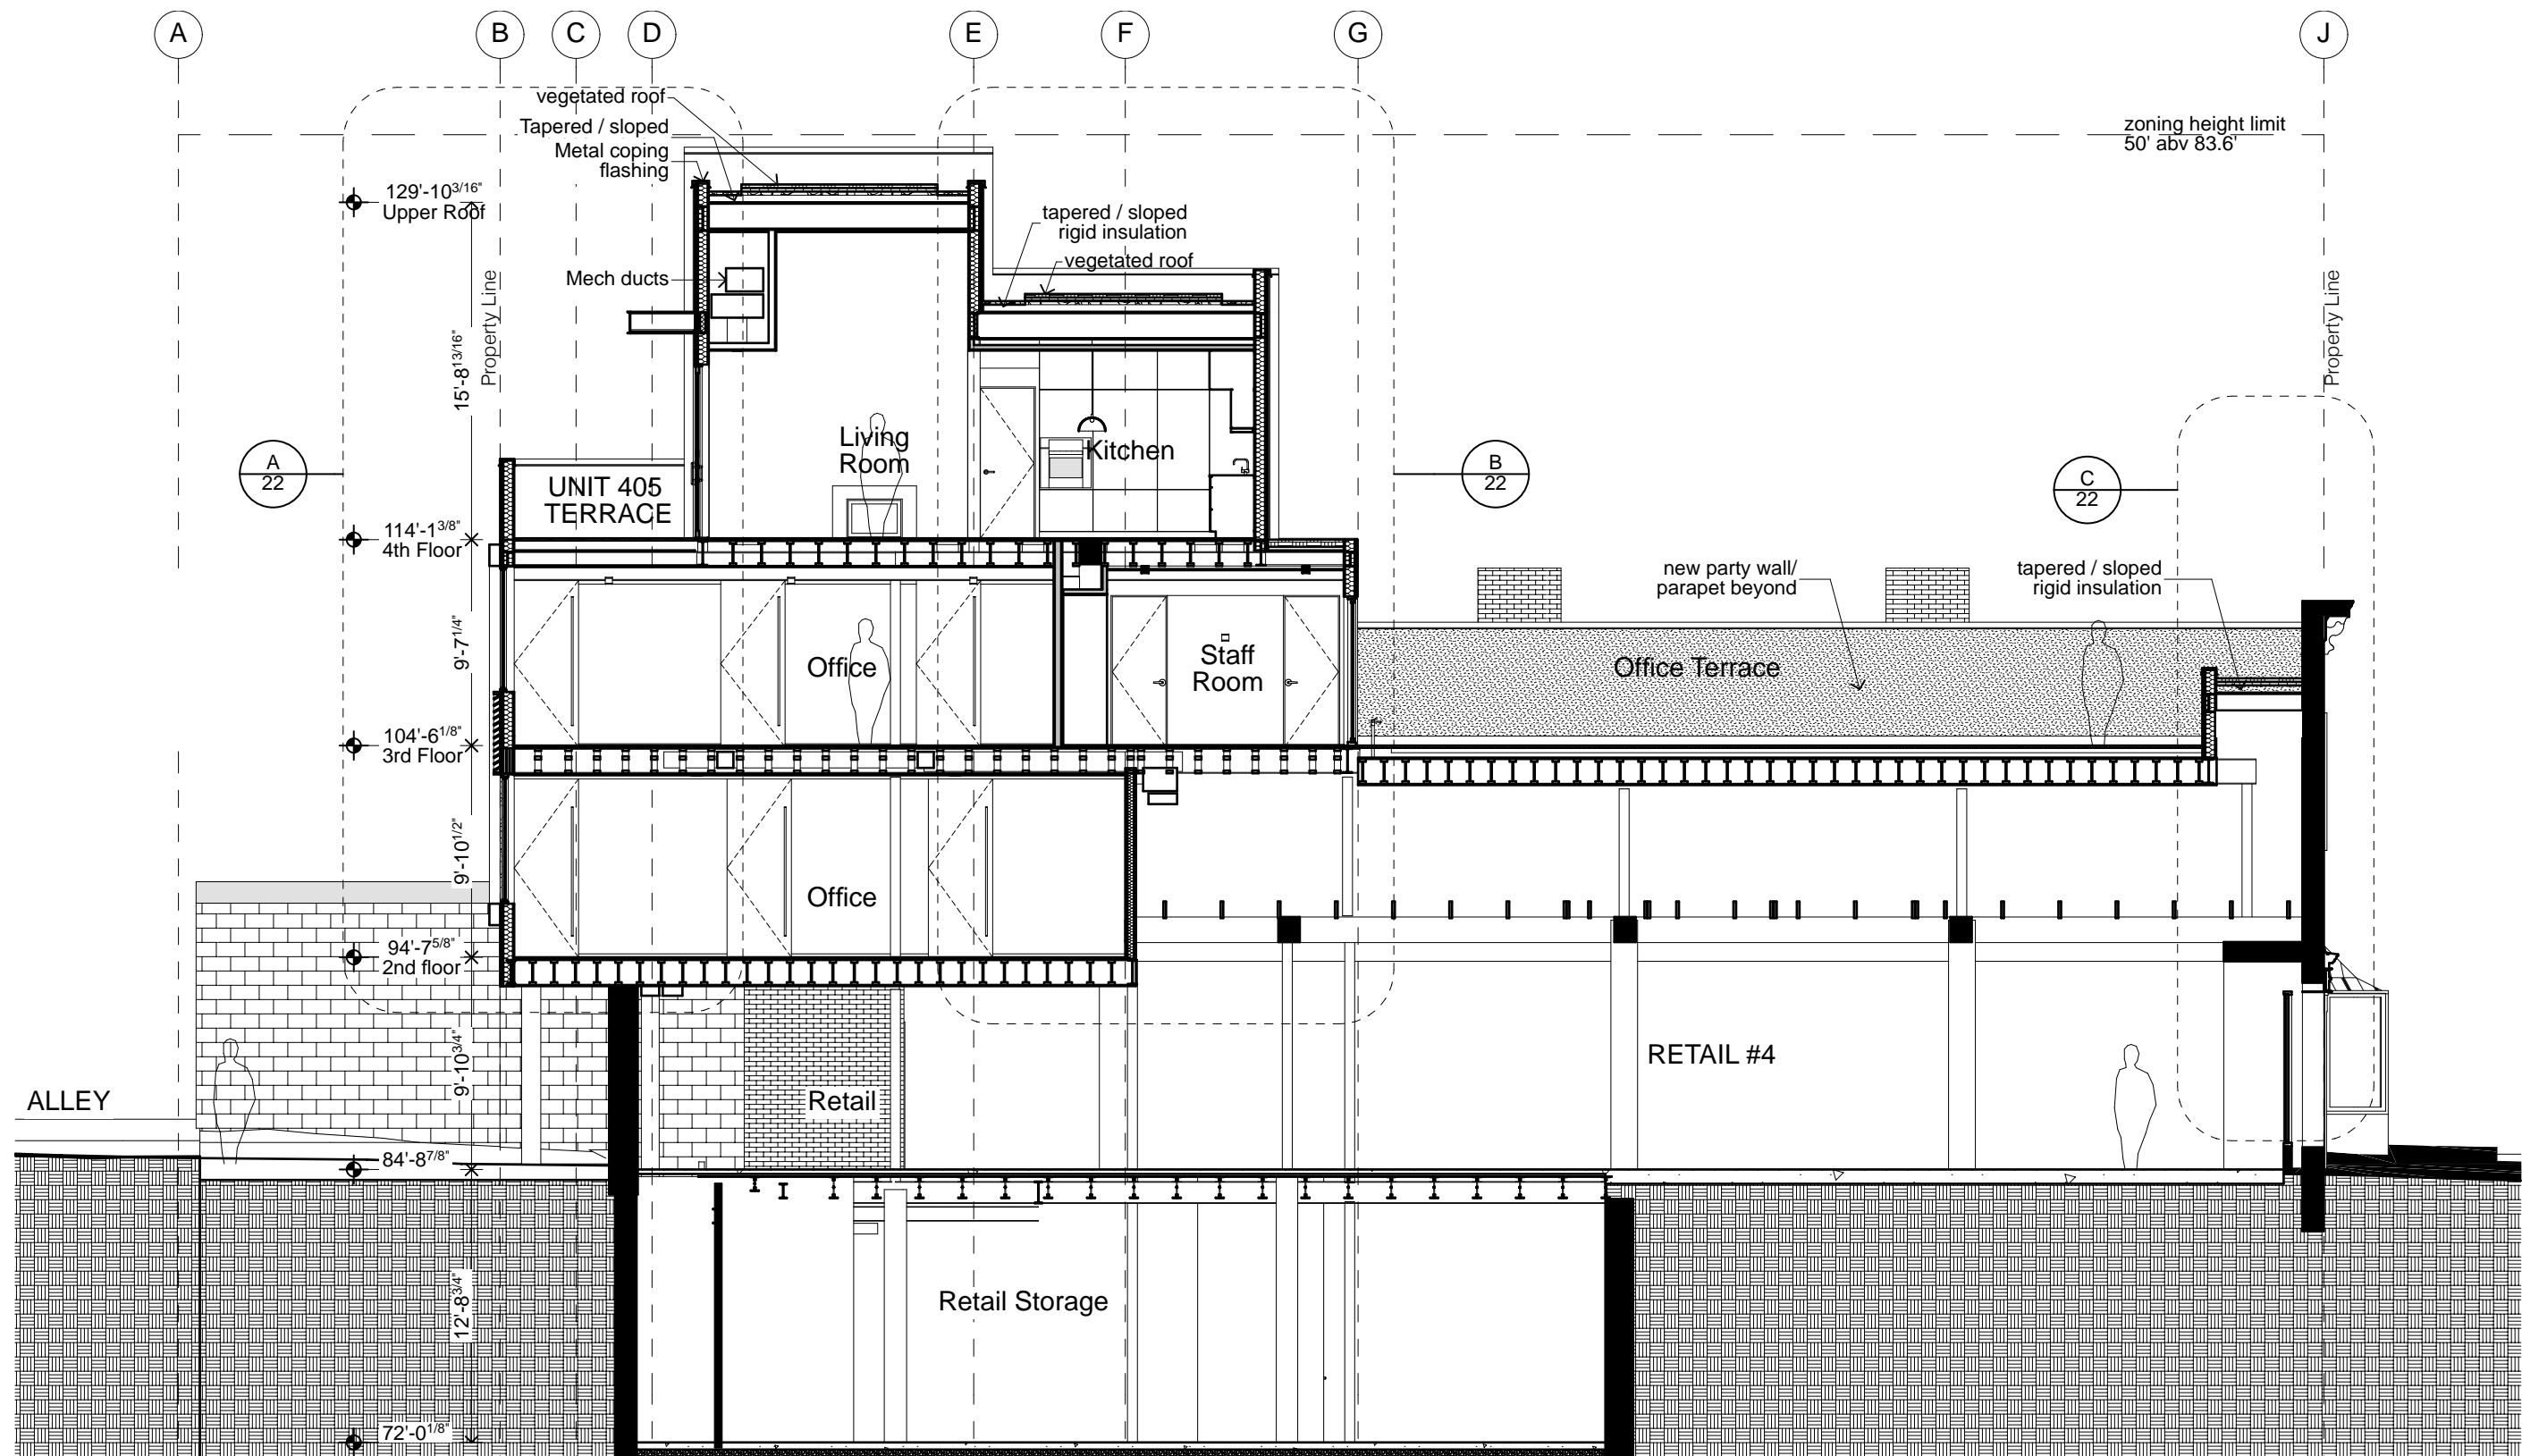 A B C D E F G J
vegetated roof
Tapered / sloped
Metal coping
flashing
zoning height limit
50' abv 83.6'
129'-10 3/16"
Upper Roof
tapered / sloped
rigid insulation
vegetated roof
Mech ducts
Property Line
Property Line
15'-8 13/16"
Living
Room
Kitchen
A
22
B
22
C
22
UNIT 405
TERRACE
114'-1 3/8"
4th Floor
new party wall/
parapet beyond
tapered / sloped
rigid insulation
9'-7 1/4"
Office
Staff
Room
Office Terrace
104'-6 1/8"
3rd Floor
9'-10 1/2"
Office
94'-7 5/8"
2nd floor
9'-10 3/4"
RETAIL #4
ALLEY
Retail
84'-8 7/8"
12'-8 3/4"
Retail Storage
72'-0 1/8"